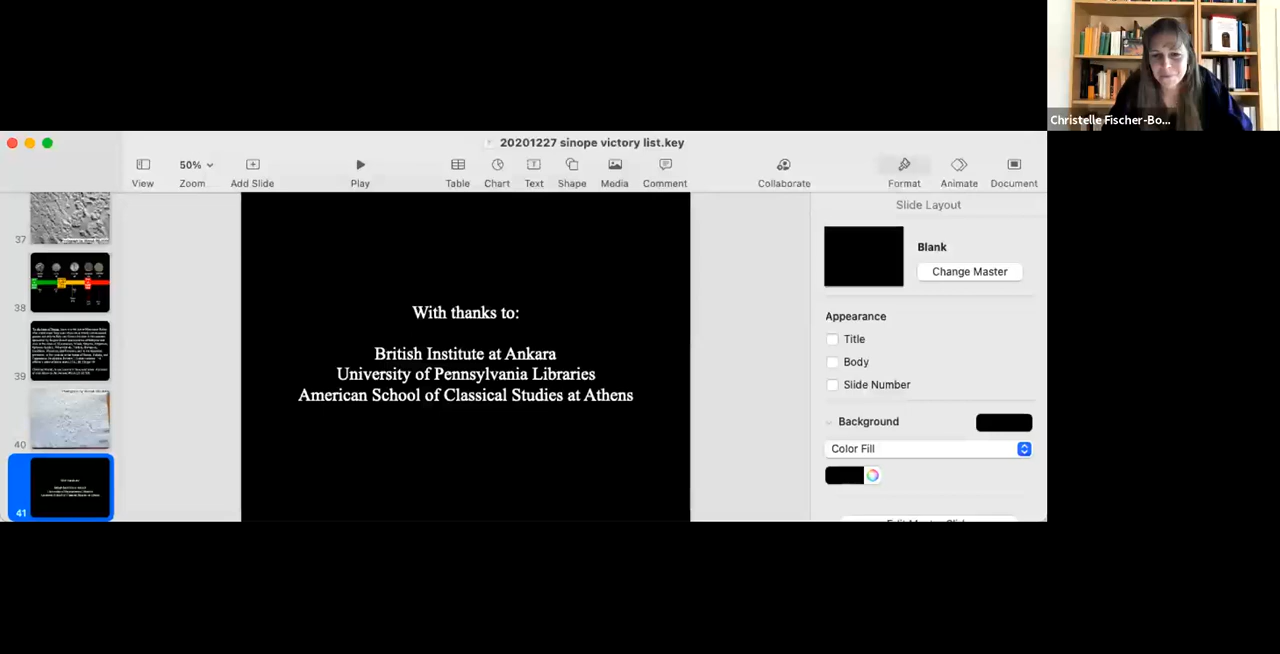 Christelle Fischer-Bo...
20201227 sinope victory list.key
50%
View
Zoom
Add Slide
Play
Table
Chart
Text
Shape
Media
Comment
Collaborate
Format
Animate
Document
37
38
39
40
41
With thanks to:
British Institute at Ankara
University of Pennsylvania Libraries
American School of Classical Studies at Athens
Slide Layout
Blank
Change Master
Appearance
Title
Body
Slide Number
Background
Color Fill